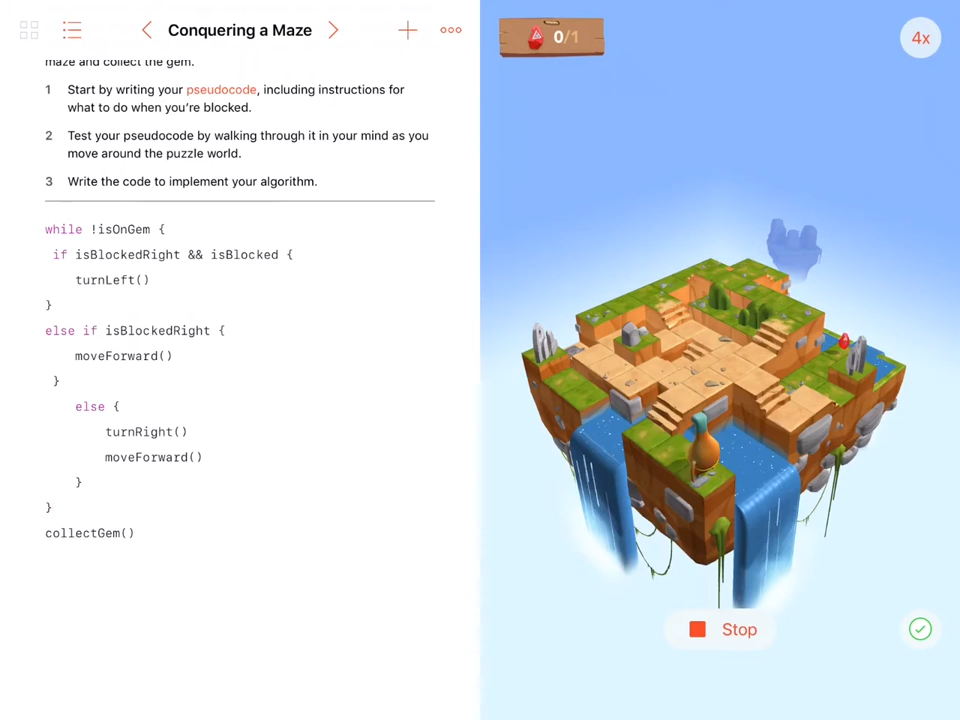 Conquering a Maze
maze and collect the gem.
1 Start by writing your pseudocode, including instructions for
what to do when you’re blocked.
2 Test your pseudocode by walking through it in your mind as you
move around the puzzle world.
3 Write the code to implement your algorithm.
while !isOnGem {
if isBlockedRight && isBlocked {
turnLeft()
}
else if isBlockedRight {
moveForward()
}
else {
turnRight()
moveForward()
}
}
collectGem()
0/1
4x
Stop